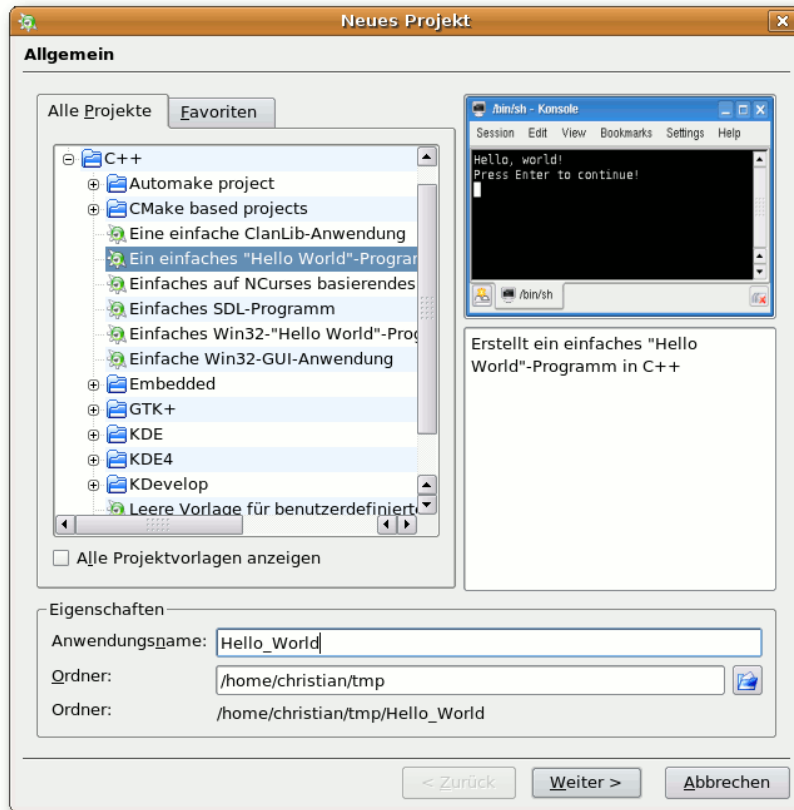 Neues Projekt
Allgemein
Alle Projekte
Favoriten
C++
Automake project
CMake based projects
Eine einfache ClanLib-Anwendung
Ein einfaches "Hello World"-Program
Einfaches auf NCurses basierendes
Einfaches SDL-Programm
Einfaches Win32-"Hello World"-Prog
Einfache Win32-GUI-Anwendung
Embedded
GTK+
KDE
KDE4
KDevelop
Leere Vorlage für benutzerdefinierte
Alle Projektvorlagen anzeigen
/bin/sh - Konsole
Session Edit View Bookmarks Settings Help
Hello, world!
Press Enter to continue!
/bin/sh
Erstellt ein einfaches "Hello
World"-Programm in C++
Eigenschaften
Anwendungsname: Hello_World
Ordner: /home/christian/tmp
Ordner: /home/christian/tmp/Hello_World
< Zurück
Weiter >
Abbrechen